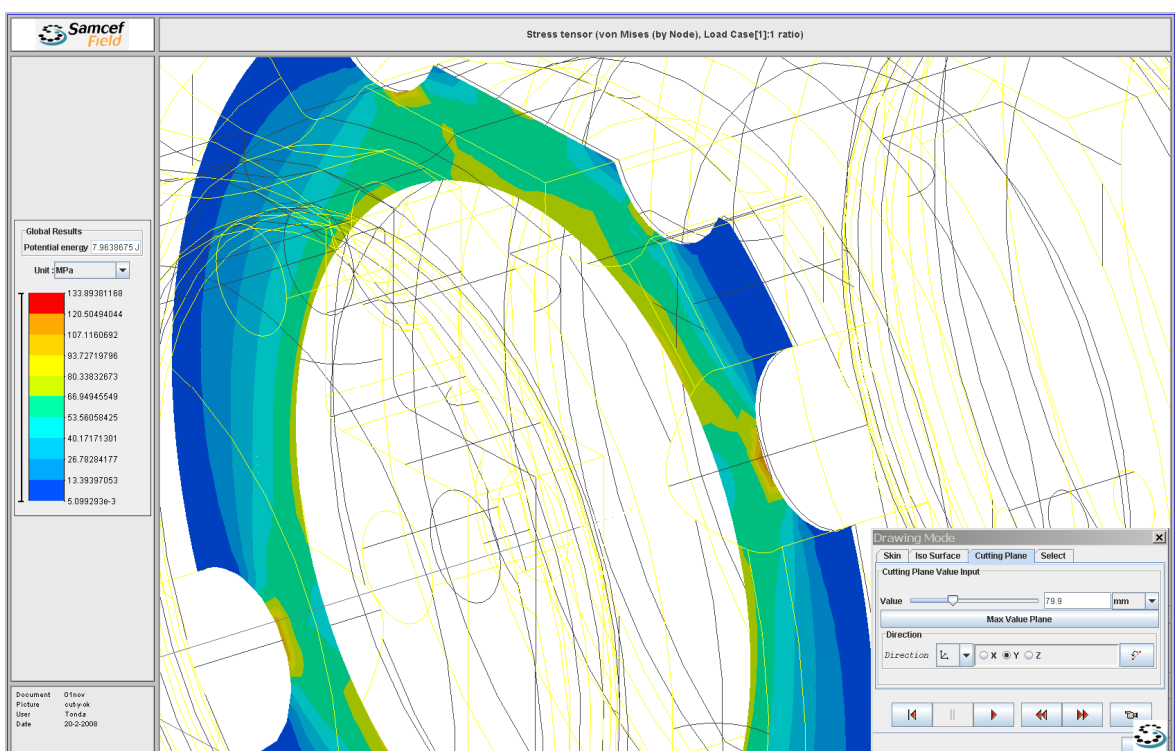 Samcef
Field
Stress tensor (von Mises (by Node), Load Case[1]:1 ratio)
Global Results
Potential energy 7.9638675 J
Unit : MPa
133.89381168
120.50494044
107.1160692
93.72719796
80.33832673
66.94945549
53.56058425
40.17171301
26.78284177
13.39397053
5.099293e-3
Document 01nov
Picture cut-y-ok
User Tonda
Date 20-2-2008
Drawing Mode
Skin Iso Surface Cutting Plane Select
Cutting Plane Value Input
Value 79.9 mm
Max Value Plane
Direction
Direction X Y Z